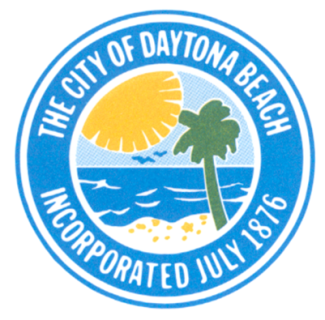 THE CITY OF DAYTONA BEACH
INCORPORATED JULY 1876